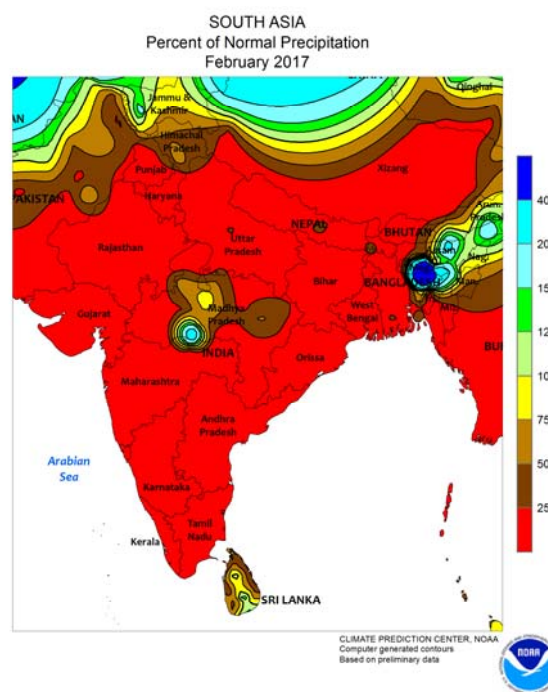 SOUTH ASIA
Percent of Normal Precipitation
February 2017
Qinghai
Jammu &
Kashmir
Himachal
Pradesh
Punjab
Xizang
PAKISTAN
Haryana
NEPAL
BHUTAN
Rajasthan
Uttar
Pradesh
Bihar
Gujarat
Madhya
Pradesh
West
Bengal
INDIA
Orissa
Maharashtra
Andhra
Pradesh
Arabian
Sea
Karnataka
Tamil
Nadu
Kerala
SRI LANKA
40
20
15
12
10
75
50
25
CLIMATE PREDICTION CENTER, NOAA
Computer generated contours
Based on preliminary data
NOAA